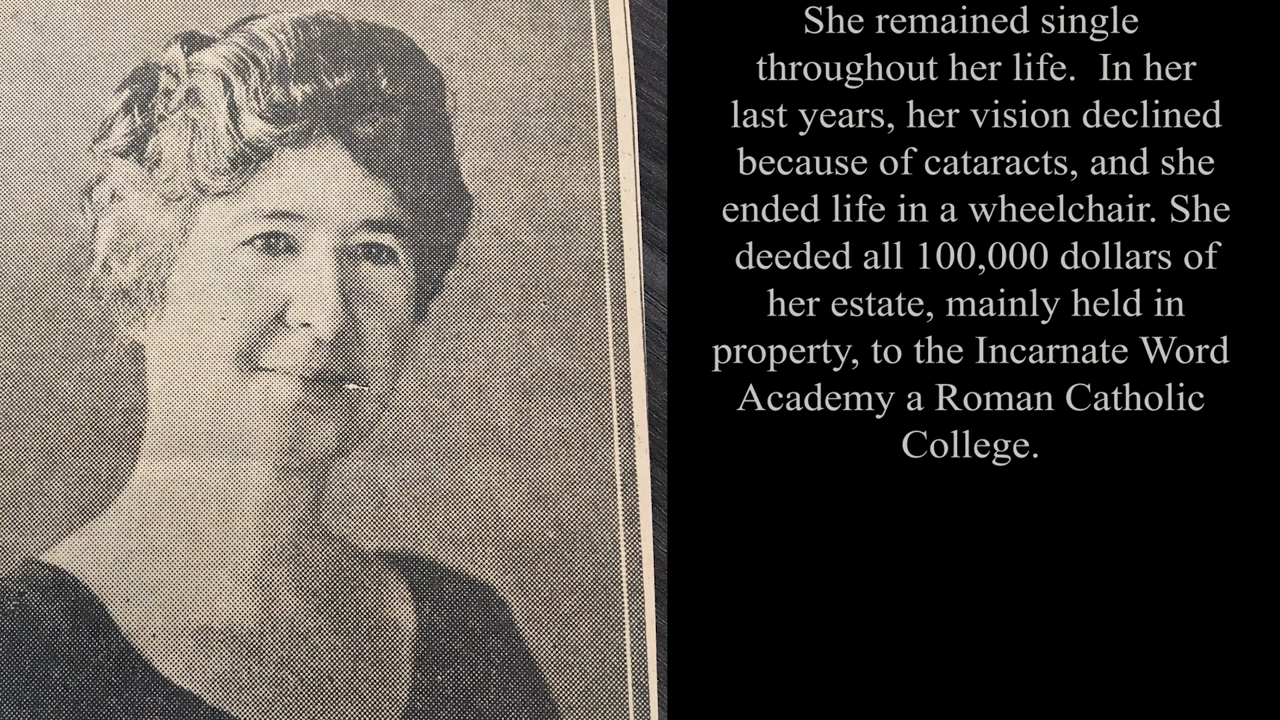 She remained single
throughout her life.  In her
last years, her vision declined
because of cataracts, and she
ended life in a wheelchair. She
deeded all 100,000 dollars of
her estate, mainly held in
property, to the Incarnate Word
Academy a Roman Catholic
College.